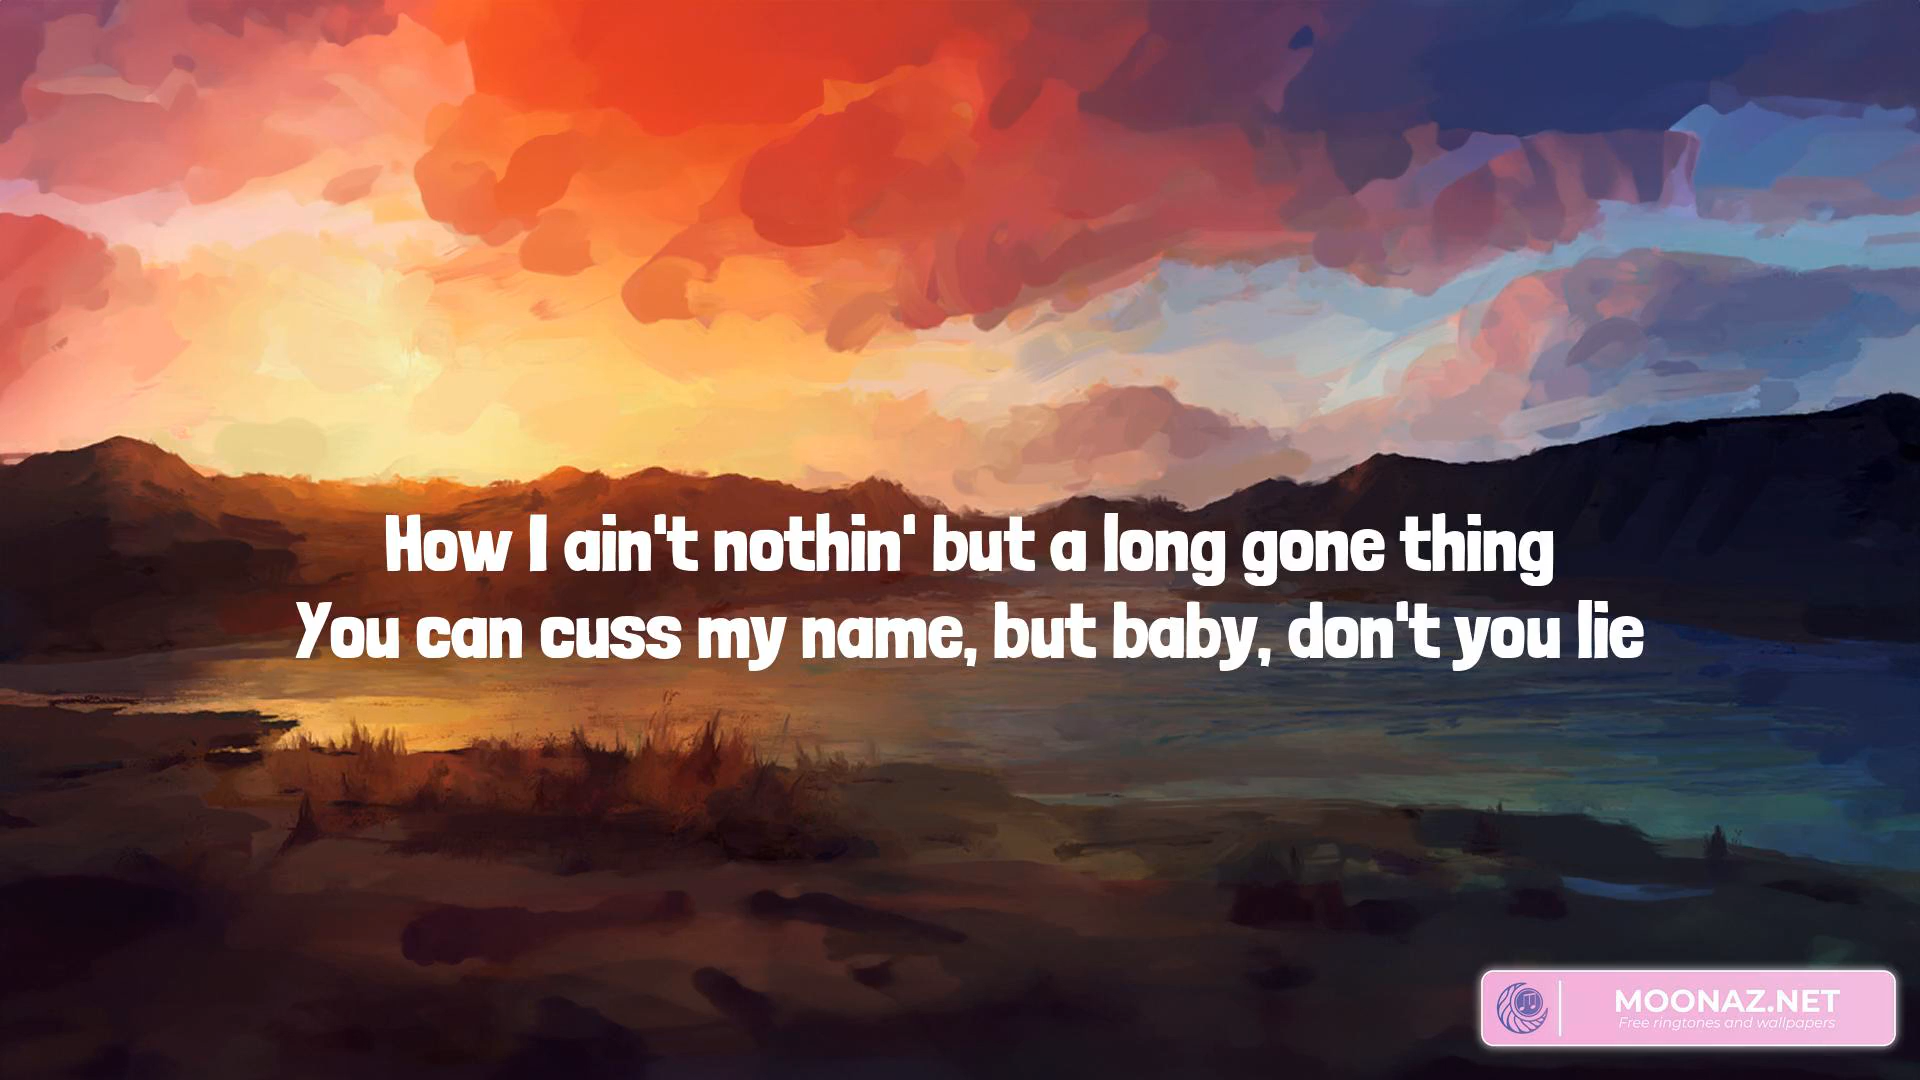 How I ain't nothin' but a long gone thing
You can cuss my name, but baby, don't you lie
MOONAZ.NET
Free ringtones and wallpapers